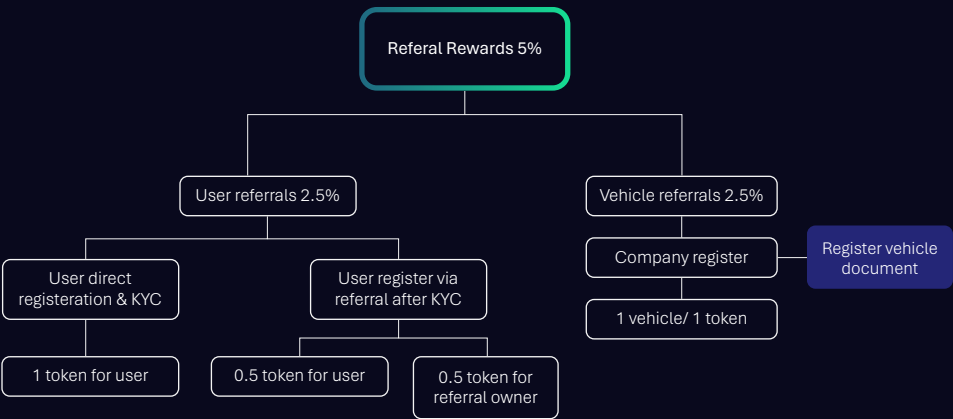 Referal Rewards 5%
User referrals 2.5%
Vehicle referrals 2.5%
Company register
Register vehicle
document
User direct
registeration & KYC
User register via
referral after KYC
1 vehicle/ 1 token
1 token for user
0.5 token for user
0.5 token for
referral owner